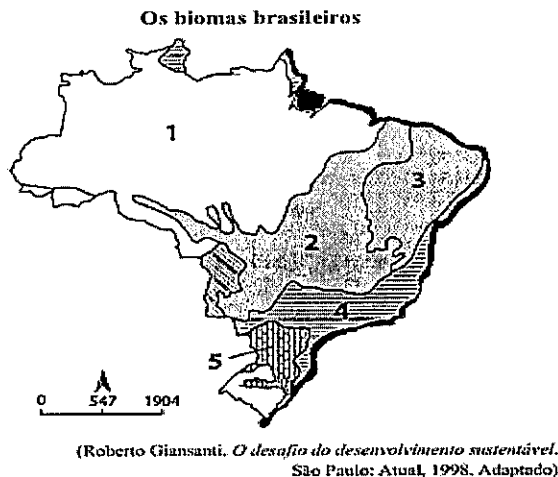 Os biomas brasileiros
1
2
3
4
5
0 547 1904
(Roberto Giansanti. O desafio do desenvolvimento sustentável.
São Paulo: Atual, 1998. Adaptado)